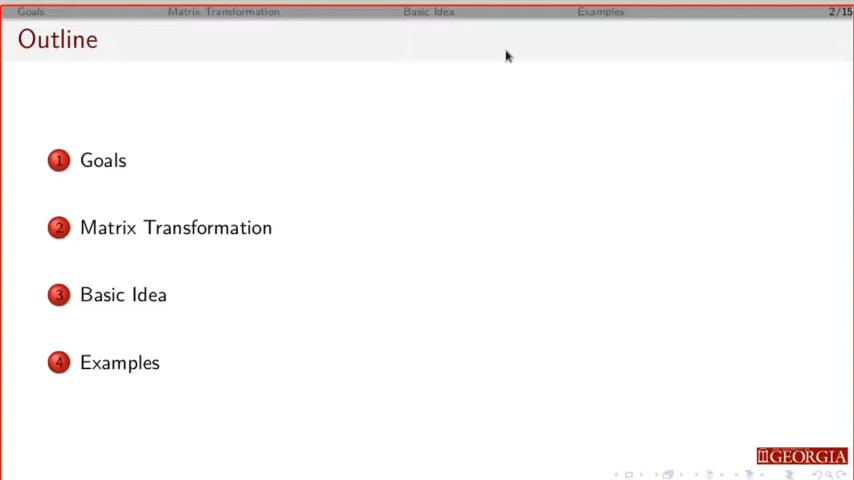 Goals Matrix Transformation Basic Idea Examples 2/15
Outline
1 Goals
2 Matrix Transformation
3 Basic Idea
4 Examples
GEORGIA